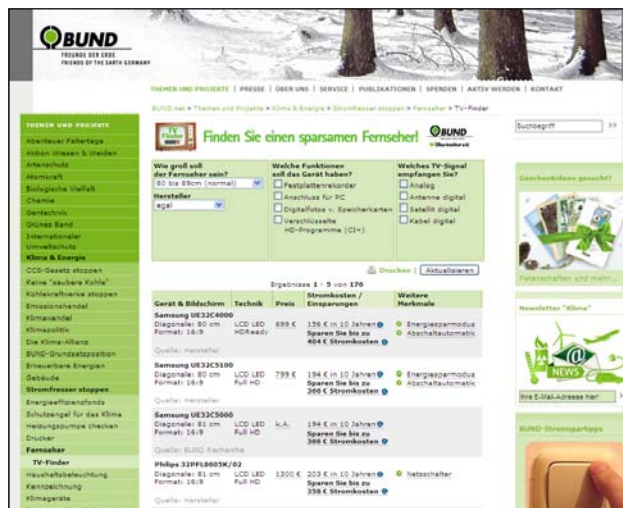 BUND
FREUNDE DER ERDE
FRIENDS OF THE EARTH GERMANY
THEMEN UND PROJEKTE | PRESSE | ÜBER UNS | SERVICE | PUBLIKATIONEN | SPENDEN | AKTIV WERDEN | KONTAKT
BUND.net > Themen und Projekte > Klima & Energie > Stromfresser stoppen > Fernseher > TV-Finder
THEMEN UND PROJEKTE
Abenteuer Faltertage
Aktion Wiesen & Weiden
Artenschutz
Atomkraft
Biologische Vielfalt
Chemie
Gentechnik
Grünes Band
Internationaler
Umweltschutz
Klima & Energie
CCS-Gesetz stoppen
Keine "saubere Kohle"
Kohlekraftwerke stoppen
Emissionshandel
Klimawandel
Klimapolitik
Die Klima-Allianz
BUND-Grundsatzposition
Erneuerbare Energien
Gebäude
Stromfresser stoppen
Energieeffizienzfonds
Schutzengel für das Klima
Heizungspumpe checken
Drucker
Fernseher
TV-Finder
Haushaltsbeleuchtung
Kennzeichnung
Klimageräte
TV Finder
Finden Sie einen sparsamen Fernseher!
BUND
Wie groß soll
der Fernseher sein?
80 bis 89cm (normal)
Hersteller
egal
Welche Funktionen
soll das Gerät haben?
Festplattenrekorder
Anschluss für PC
Digitalfotos v. Speicherkarten
Verschlüsselte
HD-Programme (CI+)
Welches TV-Signal
empfangen Sie?
Analog
Antenne digital
Satellit digital
Kabel digital
Drucken | Aktualisieren
Ergebnisse 1 - 5 von 176
Gerät & Bildschirm Technik Preis Stromkosten / Einsparungen Weitere Merkmale
Samsung UE32C4000
Diagonale: 80 cm LCD LED 699 € 156 € in 10 Jahren Energiesparmodus
Format: 16:9 HDReady Sparen Sie bis zu Abschaltautomatik
404 € Stromkosten
Quelle: Hersteller
Samsung UE32C5100
Diagonale: 80 cm LCD LED 799 € 194 € in 10 Jahren Energiesparmodus
Format: 16:9 Full HD Sparen Sie bis zu Abschaltautomatik
366 € Stromkosten
Quelle: Hersteller
Samsung UE32C5000
Diagonale: 81 cm LCD LED k.A. 194 € in 10 Jahren
Format: 16:9 Full HD Sparen Sie bis zu
366 € Stromkosten
Quelle: BUND Recherche
Philips 32PFL8605K/02
Diagonale: 81 cm LCD LED 1300 € 203 € in 10 Jahren Netzschalter
Format: 16:9 Full HD Sparen Sie bis zu
358 € Stromkosten
Quelle: Hersteller
Suchbegriff >>
Geschenkideen gesucht?
Patenschaften und mehr...
Newsletter "Klima"
@
NEWS
Ihre E-Mail-Adresse hier!
BUND-Stromspartipps